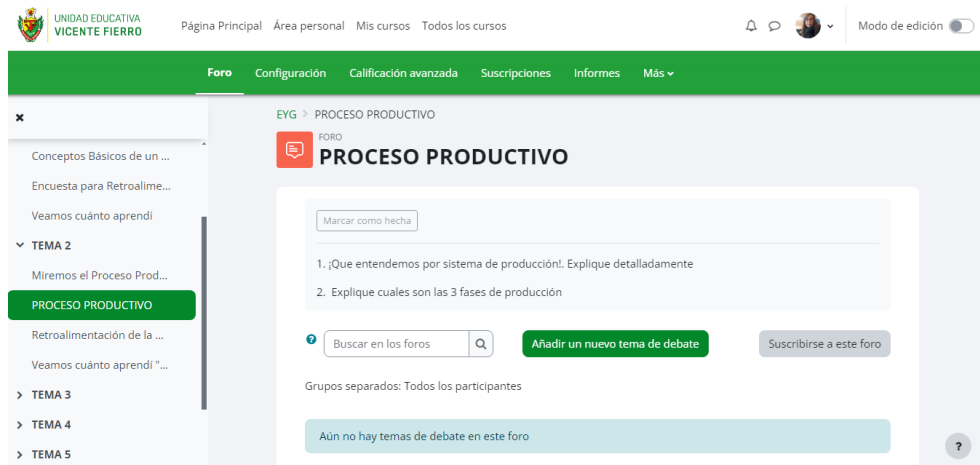 UNIDAD EDUCATIVA
VICENTE FIERRO
Página Principal Área personal Mis cursos Todos los cursos
Modo de edición
Foro Configuración Calificación avanzada Suscripciones Informes Más
EYG > PROCESO PRODUCTIVO
FORO
PROCESO PRODUCTIVO
Conceptos Básicos de un ...
Encuesta para Retroalime...
Veamos cuánto aprendí
TEMA 2
Miremos el Proceso Prod...
PROCESO PRODUCTIVO
Retroalimentación de la ...
Veamos cuánto aprendí "...
TEMA 3
TEMA 4
TEMA 5
Marcar como hecha
1. ¡Que entendemos por sistema de producción!. Explique detalladamente
2. Explique cuales son las 3 fases de producción
Buscar en los foros
Añadir un nuevo tema de debate
Suscribirse a este foro
Grupos separados: Todos los participantes
Aún no hay temas de debate en este foro
?